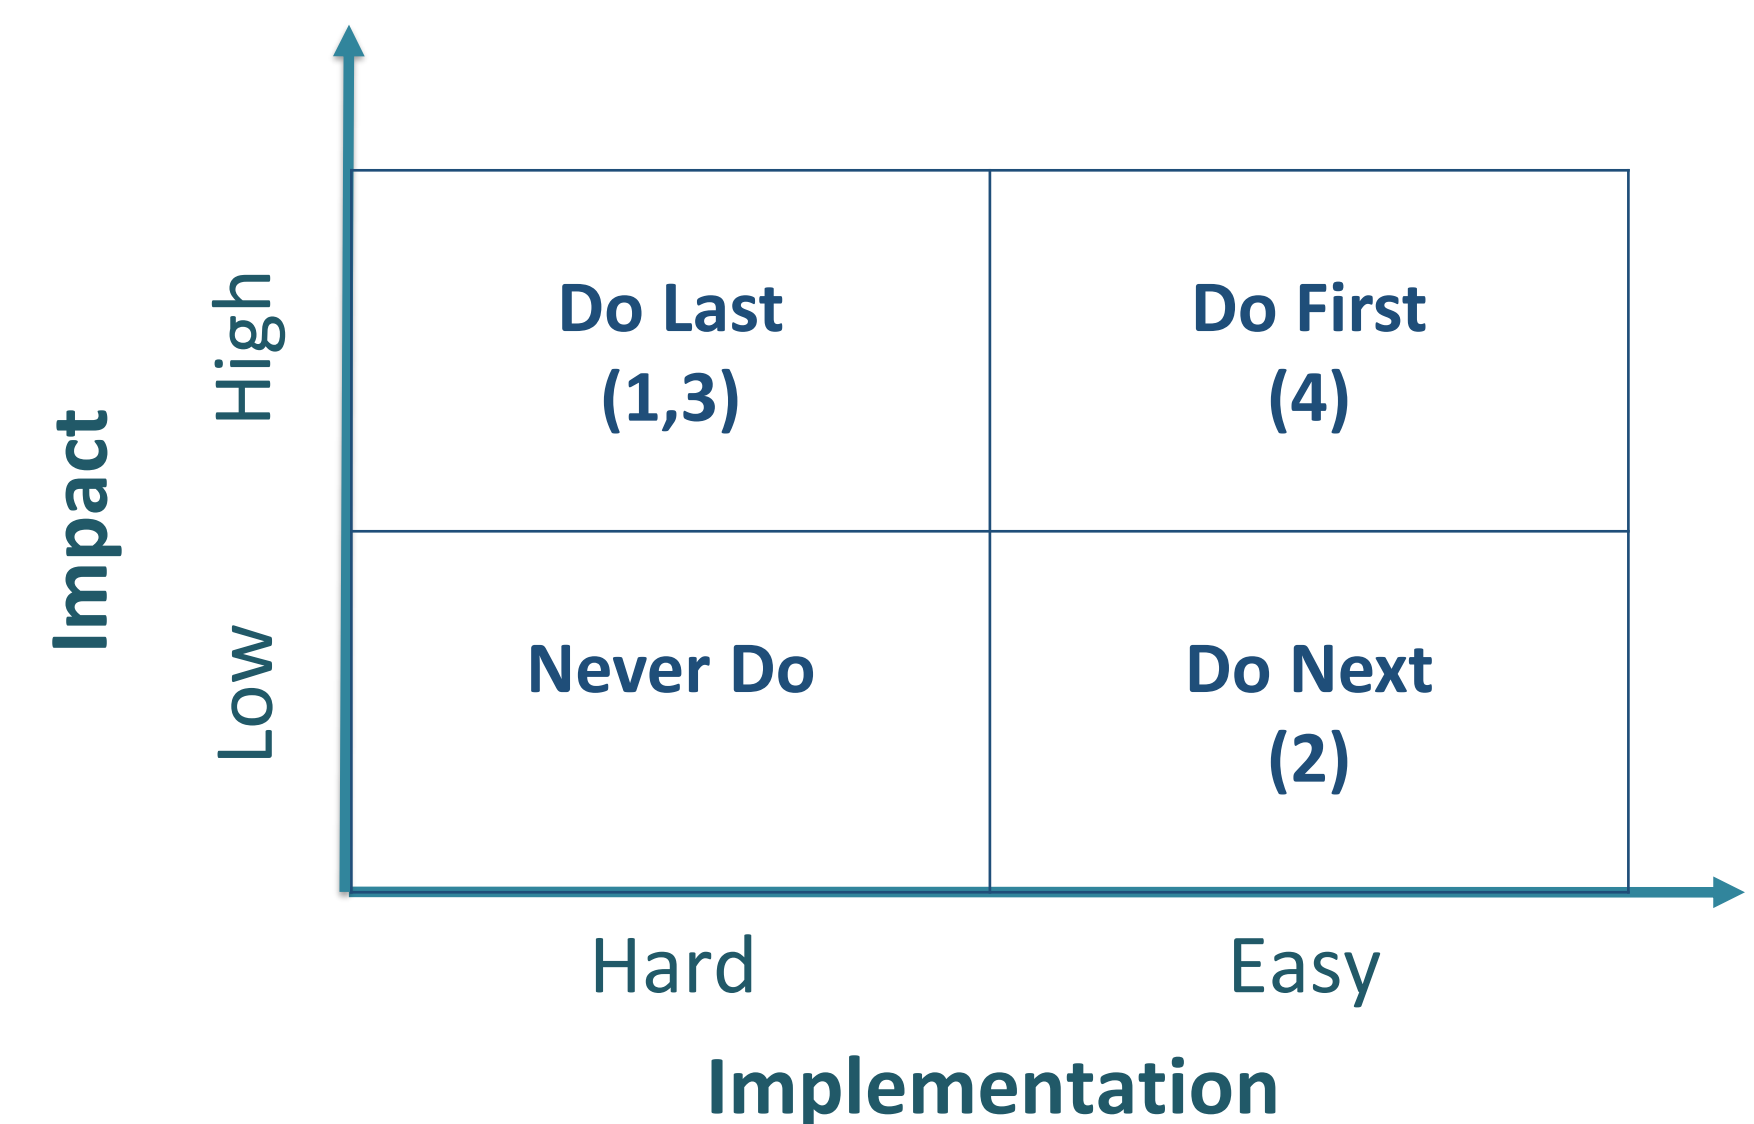 Impact
High
Low
Do Last
(1,3)
Do First
(4)
Never Do
Do Next
(2)
Hard
Easy
Implementation